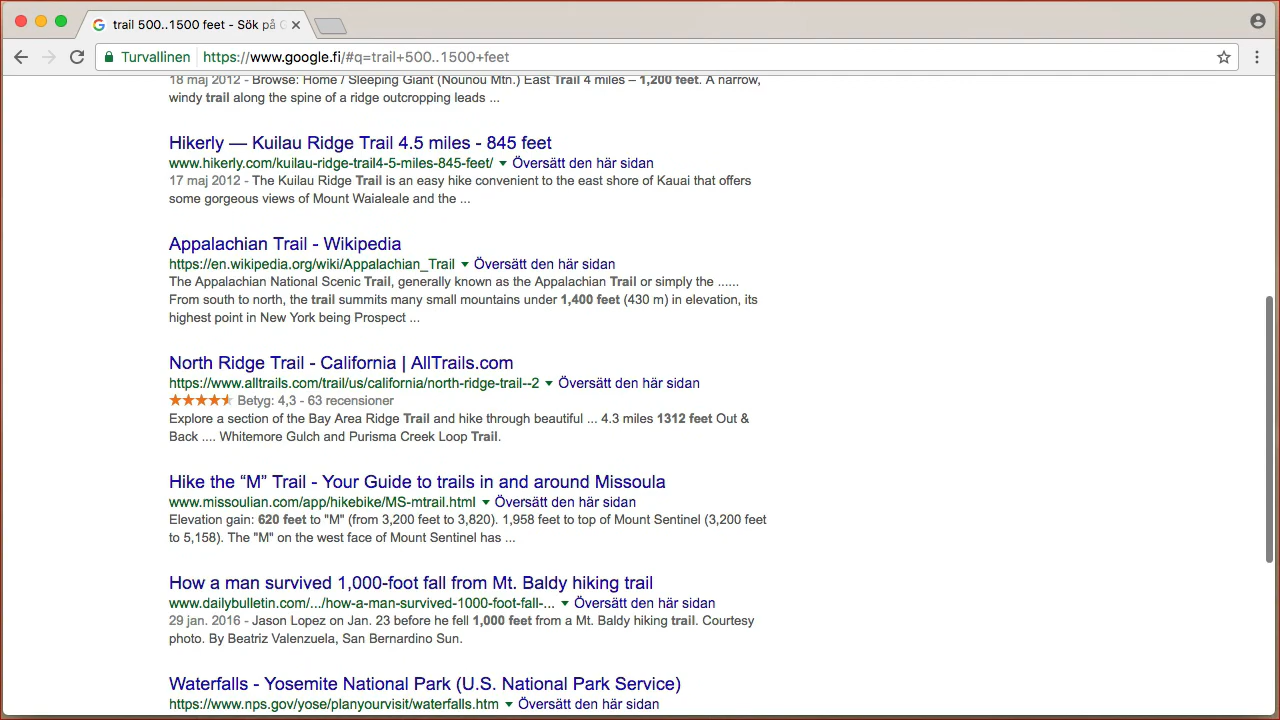 trail 500..1500 feet - Sök på G
Turvallinen https://www.google.fi/#q=trail+500..1500+feet
18 maj 2012 - Browse: Home / Sleeping Giant (Nounou Mtn.) East Trail 4 miles – 1,200 feet. A narrow,
windy trail along the spine of a ridge outcropping leads ...
Hikerly — Kuilau Ridge Trail 4.5 miles - 845 feet
www.hikerly.com/kuilau-ridge-trail4-5-miles-845-feet/ Översätt den här sidan
17 maj 2012 - The Kuilau Ridge Trail is an easy hike convenient to the east shore of Kauai that offers
some gorgeous views of Mount Waialeale and the ...
Appalachian Trail - Wikipedia
https://en.wikipedia.org/wiki/Appalachian_Trail Översätt den här sidan
The Appalachian National Scenic Trail, generally known as the Appalachian Trail or simply the ......
From south to north, the trail summits many small mountains under 1,400 feet (430 m) in elevation, its
highest point in New York being Prospect ...
North Ridge Trail - California | AllTrails.com
https://www.alltrails.com/trail/us/california/north-ridge-trail--2 Översätt den här sidan
Betyg: 4,3 - 63 recensioner
Explore a section of the Bay Area Ridge Trail and hike through beautiful ... 4.3 miles 1312 feet Out &
Back .... Whitemore Gulch and Purisma Creek Loop Trail.
Hike the “M” Trail - Your Guide to trails in and around Missoula
www.missoulian.com/app/hikebike/MS-mtrail.html Översätt den här sidan
Elevation gain: 620 feet to "M" (from 3,200 feet to 3,820). 1,958 feet to top of Mount Sentinel (3,200 feet
to 5,158). The "M" on the west face of Mount Sentinel has ...
How a man survived 1,000-foot fall from Mt. Baldy hiking trail
www.dailybulletin.com/.../how-a-man-survived-1000-foot-fall-... Översätt den här sidan
29 jan. 2016 - Jason Lopez on Jan. 23 before he fell 1,000 feet from a Mt. Baldy hiking trail. Courtesy
photo. By Beatriz Valenzuela, San Bernardino Sun.
Waterfalls - Yosemite National Park (U.S. National Park Service)
https://www.nps.gov/yose/planyourvisit/waterfalls.htm Översätt den här sidan